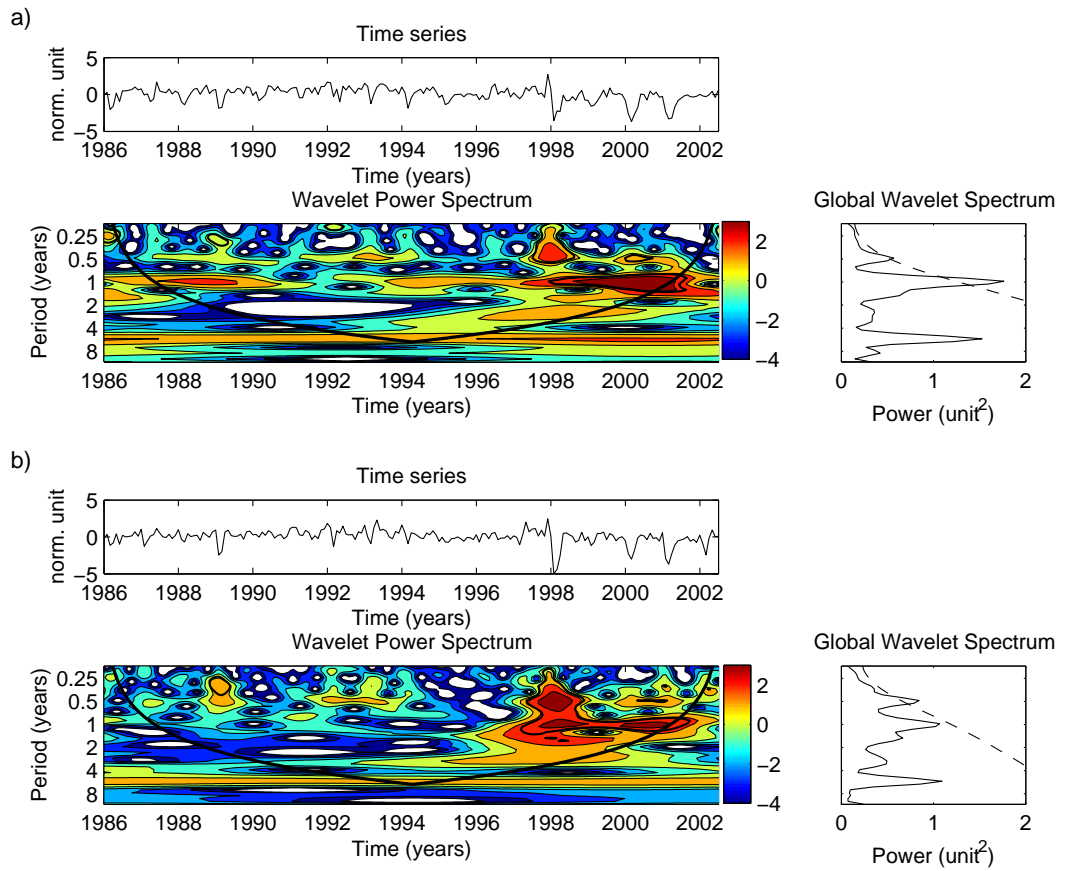 a)
Time series
norm. unit
5
0
−5
1986 1988 1990 1992 1994 1996 1998 2000 2002
Time (years)
Wavelet Power Spectrum
Period (years)
0.25
0.5
1
2
4
8
1986 1988 1990 1992 1994 1996 1998 2000 2002
Time (years)
2
0
−2
−4
Global Wavelet Spectrum
0 1 2
Power (unit²)
b)
Time series
norm. unit
5
0
−5
1986 1988 1990 1992 1994 1996 1998 2000 2002
Time (years)
Wavelet Power Spectrum
Period (years)
0.25
0.5
1
2
4
8
1986 1988 1990 1992 1994 1996 1998 2000 2002
Time (years)
2
0
−2
−4
Global Wavelet Spectrum
0 1 2
Power (unit²)